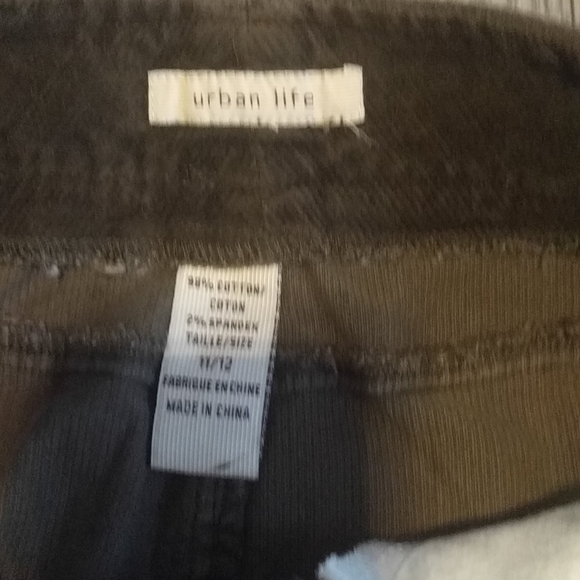 urban life
98% COTTON/
COTON
2% SPANDEX
TAILLE/SIZE
11/12
FABRIQUE EN CHINE
MADE IN CHINA